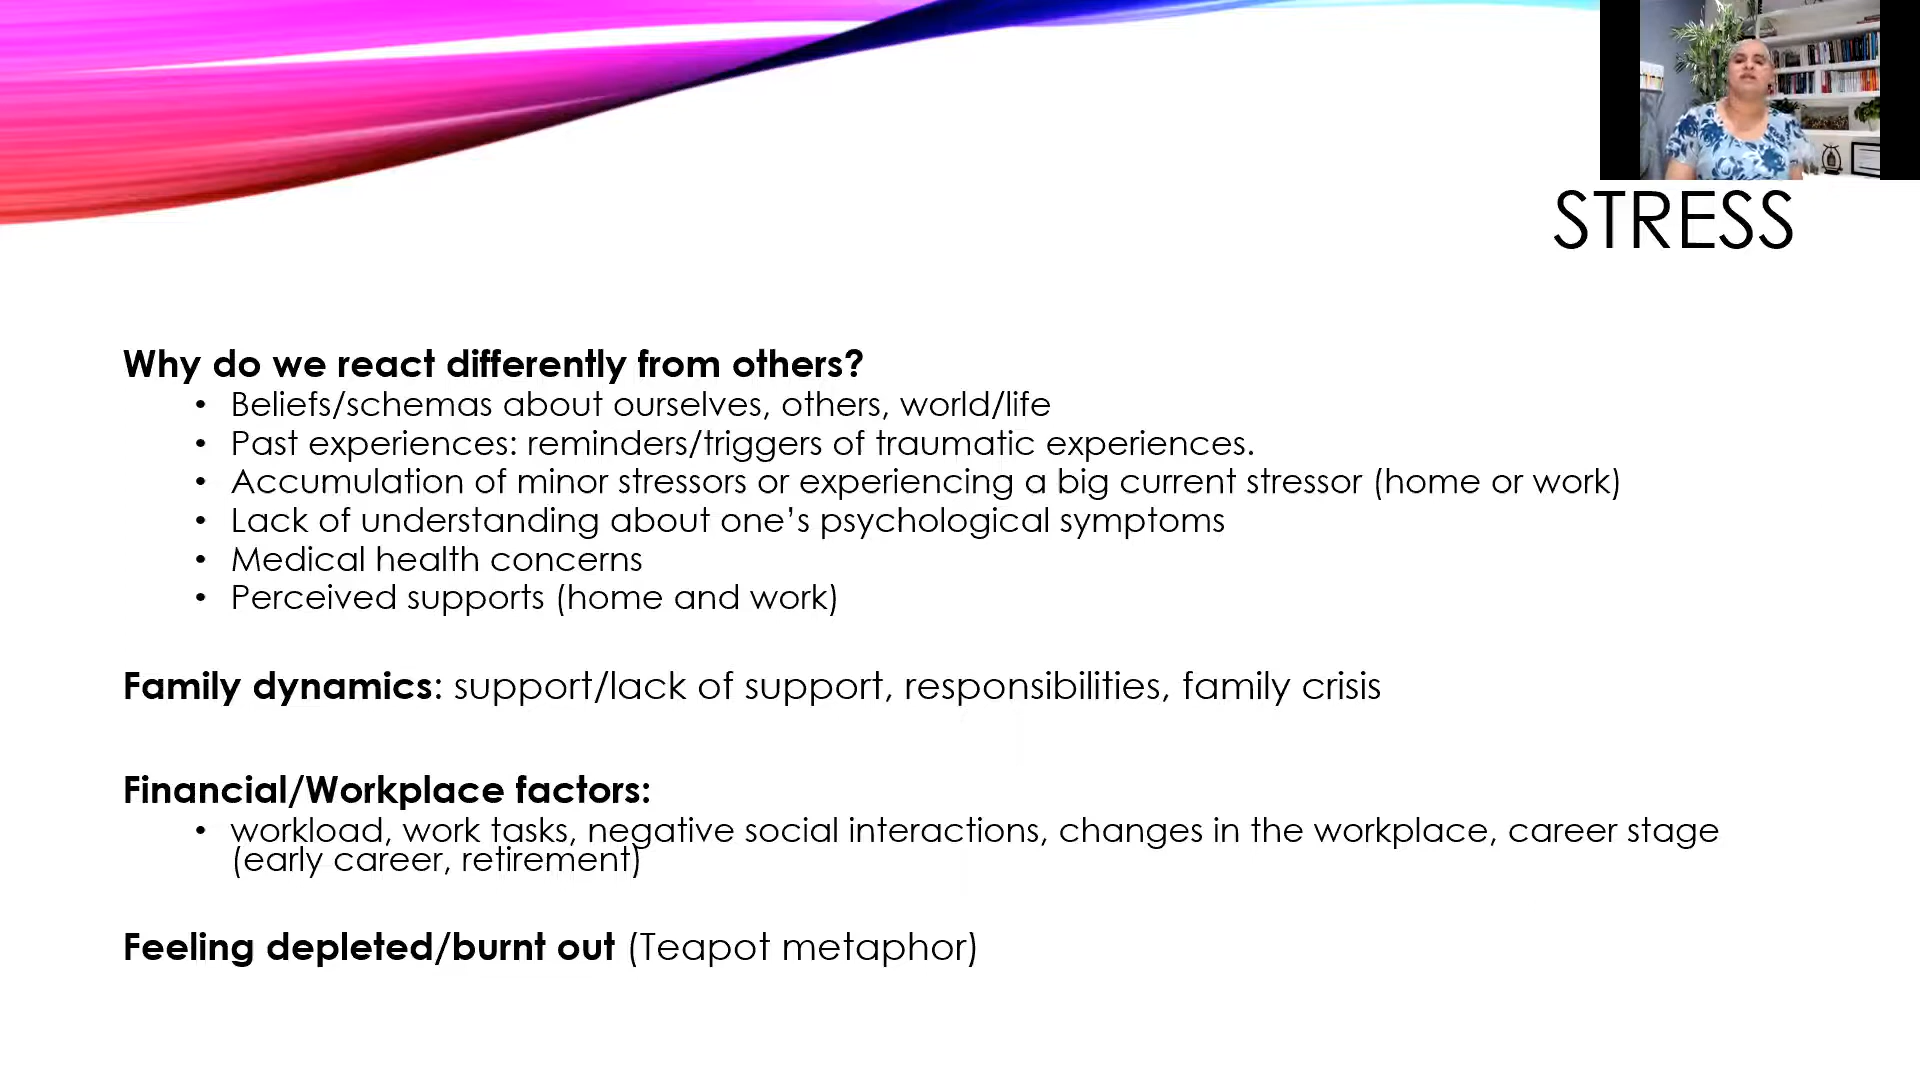 STRESS
Why do we react differently from others?
• Beliefs/schemas about ourselves, others, world/life
• Past experiences: reminders/triggers of traumatic experiences.
• Accumulation of minor stressors or experiencing a big current stressor (home or work)
• Lack of understanding about one’s psychological symptoms
• Medical health concerns
• Perceived supports (home and work)
Family dynamics: support/lack of support, responsibilities, family crisis
Financial/Workplace factors:
• workload, work tasks, negative social interactions, changes in the workplace, career stage
(early career, retirement)
Feeling depleted/burnt out (Teapot metaphor)